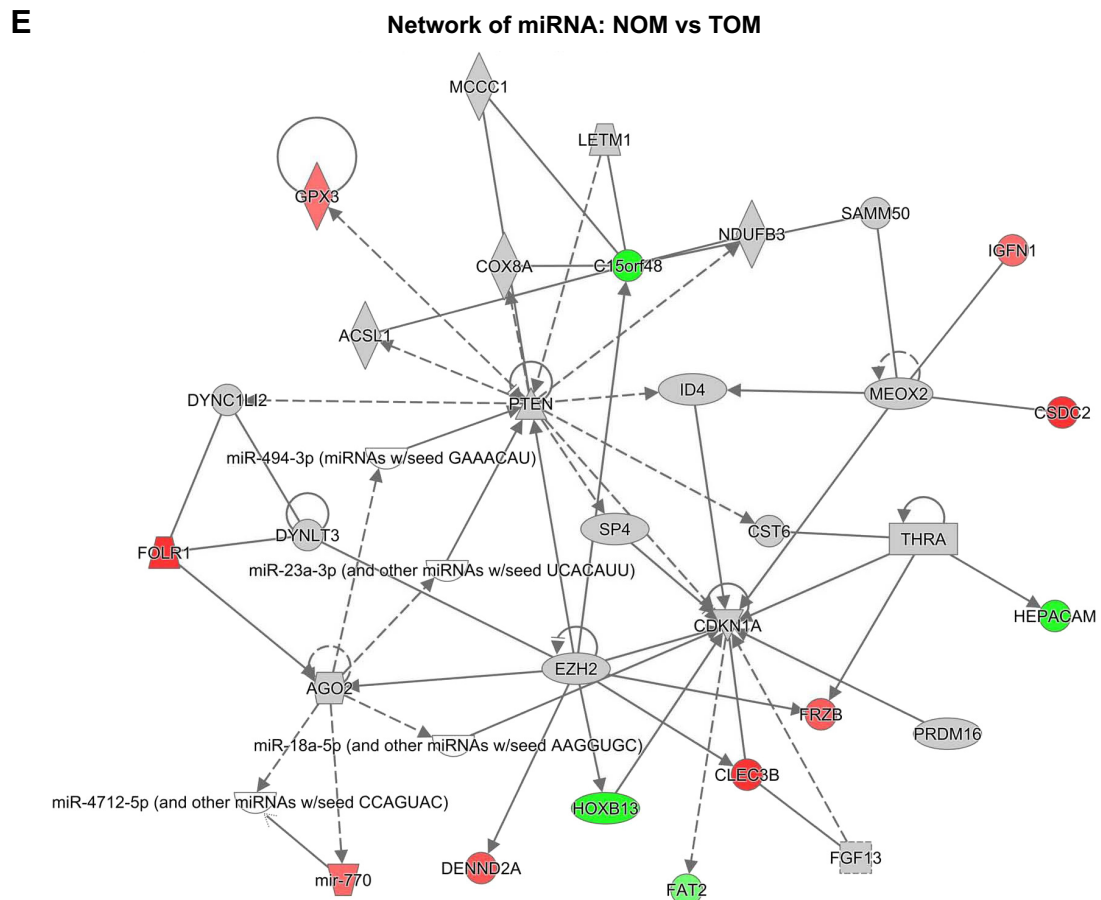 E
Network of miRNA: NOM vs TOM
MCCC1
LETM1
GPX3
SAMM50
NDUFB3
IGFN1
COX8A
C15orf48
ACSL1
DYNC1LI2
PTEN
ID4
MEOX2
CSDC2
miR-494-3p (miRNAs w/seed GAAACAU)
SP4
CST6
DYNLT3
THRA
FOLR1
miR-23a-3p (and other miRNAs w/seed UCACAUU)
HEPACAM
CDKN1A
EZH2
AGO2
FRZB
PRDM16
miR-18a-5p (and other miRNAs w/seed AAGGUGC)
CLEC3B
miR-4712-5p (and other miRNAs w/seed CCAGUAC)
HOXB13
FGF13
DENND2A
mir-770
FAT2